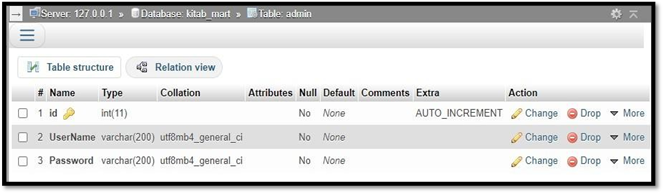 Server: 127.0.0.1 » Database: kitab_mart » Table: admin
Table structure Relation view
# Name Type Collation Attributes Null Default Comments Extra Action
1 id int(11) No None AUTO_INCREMENT Change Drop More
2 UserName varchar(200) utf8mb4_general_ci No None Change Drop More
3 Password varchar(200) utf8mb4_general_ci No None Change Drop More